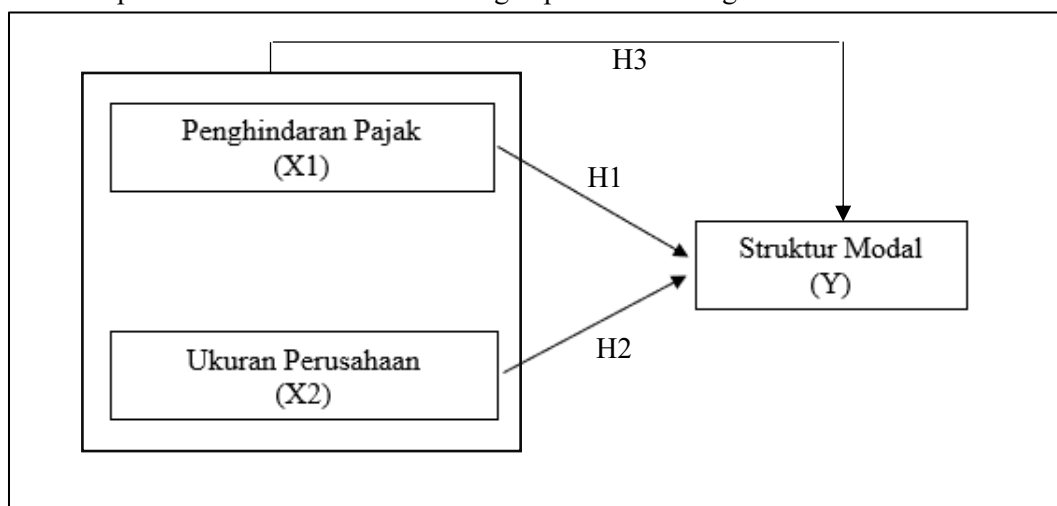 H3
Penghindaran Pajak
(X1)
H1
Struktur Modal
(Y)
H2
Ukuran Perusahaan
(X2)